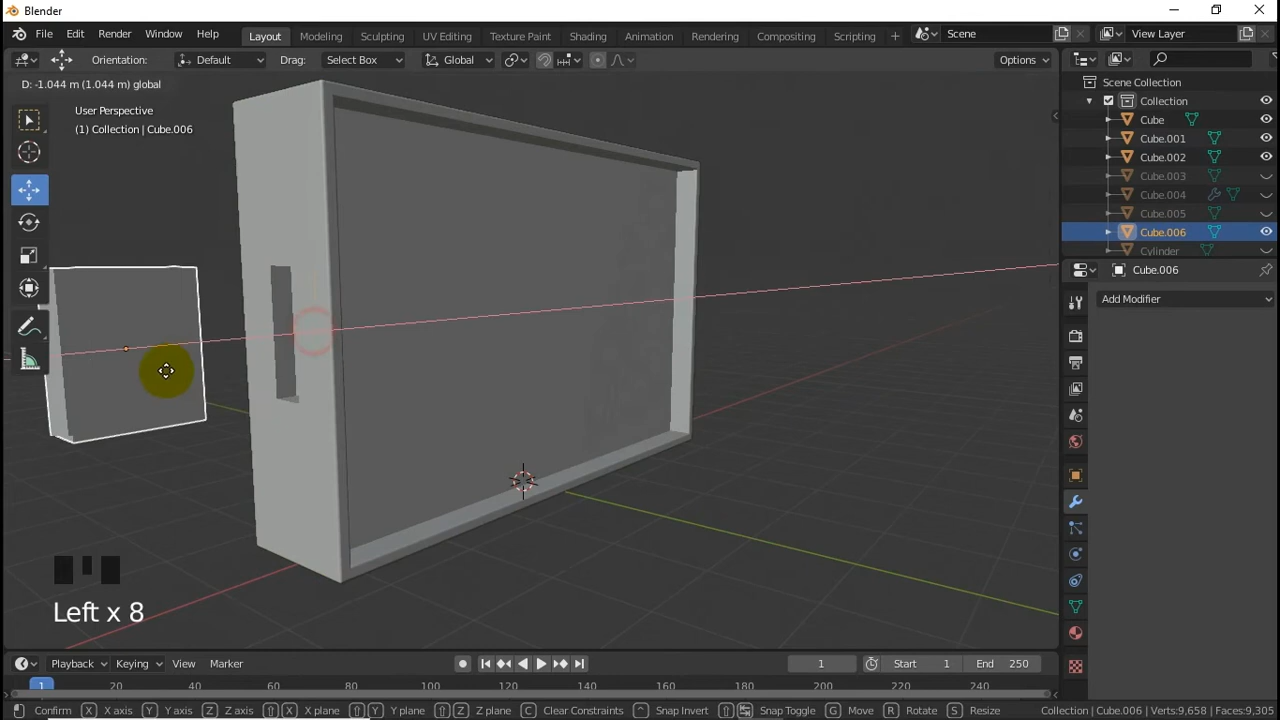 Blender
File Edit Render Window Help Layout Modeling Sculpting UV Editing Texture Paint Shading Animation Rendering Compositing Scripting + Scene View Layer
Orientation: Default Drag: Select Box Global Options
D: -1.044 m (1.044 m) global
User Perspective
(1) Collection | Cube.006
Scene Collection
Collection
Cube
Cube.001
Cube.002
Cube.003
Cube.004
Cube.005
Cube.006
Cylinder
Cube.006
Add Modifier
Left x 8
Playback Keying View Marker 1 Start 1 End 250
1 20 40 60 80 100 120 140 160 180 200 220 240
Confirm X X axis Y Y axis Z Z axis X X plane Y Y plane Z Z plane C Clear Constraints Snap Invert Snap Toggle G Move R Rotate S Resize Collection | Cube.006 | Verts:9,658 | Faces:9,305